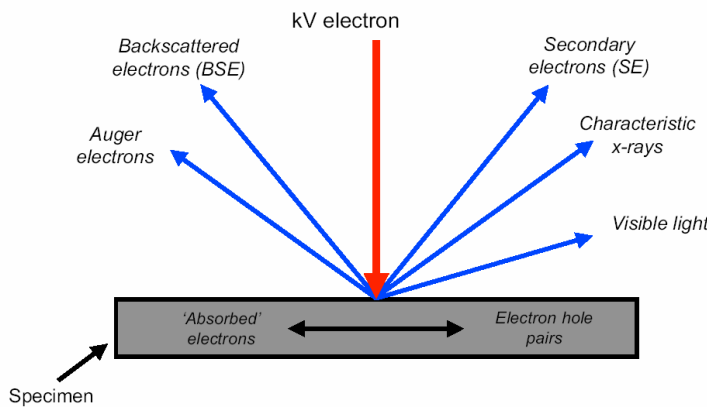 kV electron
Backscattered
electrons (BSE)
Secondary
electrons (SE)
Auger
electrons
Characteristic
x-rays
Visible light
‘Absorbed’
electrons
Electron hole
pairs
Specimen